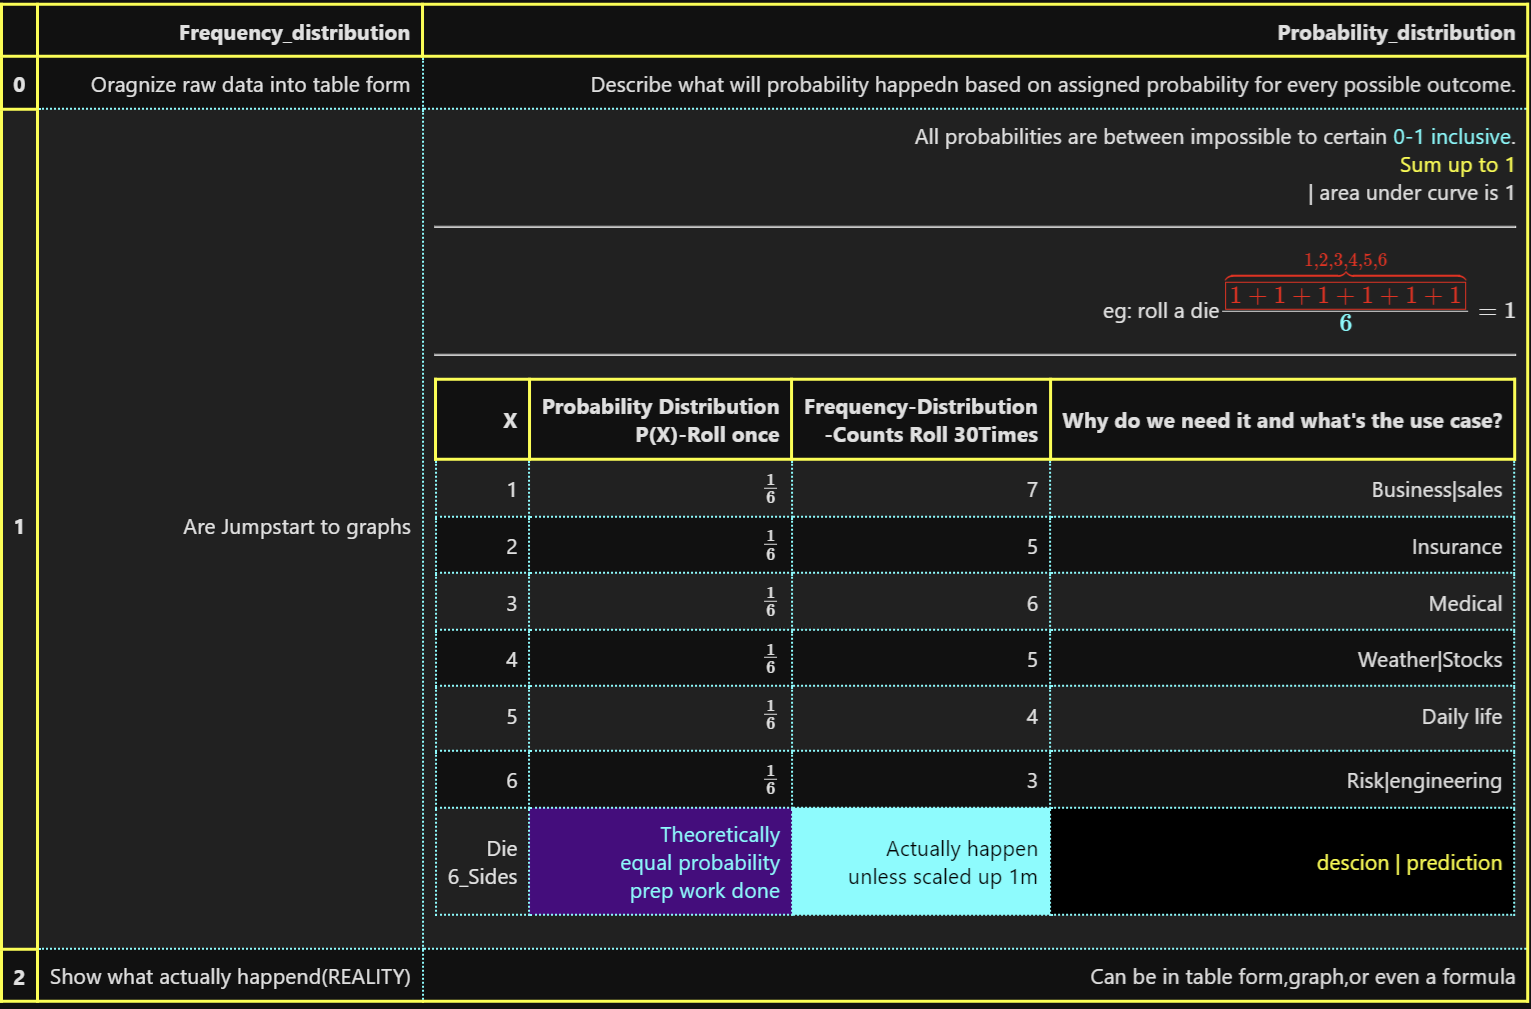 Frequency_distribution Probability_distribution
0 Oragnize raw data into table form Describe what will probability happedn based on assigned probability for every possible outcome.
1 Are Jumpstart to graphs
All probabilities are between impossible to certain 0-1 inclusive.
Sum up to 1
| area under curve is 1
1,2,3,4,5,6
eg: roll a die 1 + 1 + 1 + 1 + 1 + 1 / 6 = 1
X Probability Distribution P(X)-Roll once Frequency-Distribution -Counts Roll 30Times Why do we need it and what's the use case?
1 1/6 7 Business|sales
2 1/6 5 Insurance
3 1/6 6 Medical
4 1/6 5 Weather|Stocks
5 1/6 4 Daily life
6 1/6 3 Risk|engineering
Die 6_Sides Theoretically equal probability prep work done Actually happen unless scaled up 1m descion | prediction
2 Show what actually happend(REALITY) Can be in table form,graph,or even a formula